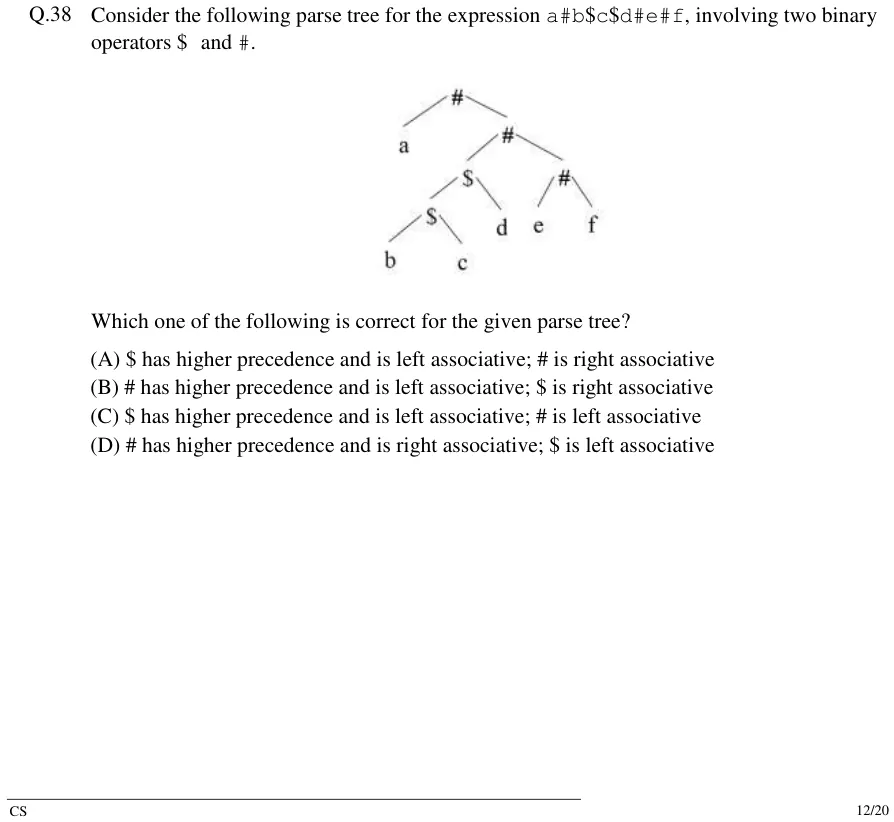 Q.38 Consider the following parse tree for the expression a#b$c$d#e#f, involving two binary
operators $ and #.
#
a
#
$
#
$
d
e
f
b
c
Which one of the following is correct for the given parse tree?
(A) $ has higher precedence and is left associative; # is right associative
(B) # has higher precedence and is left associative; $ is right associative
(C) $ has higher precedence and is left associative; # is left associative
(D) # has higher precedence and is right associative; $ is left associative
CS
12/20